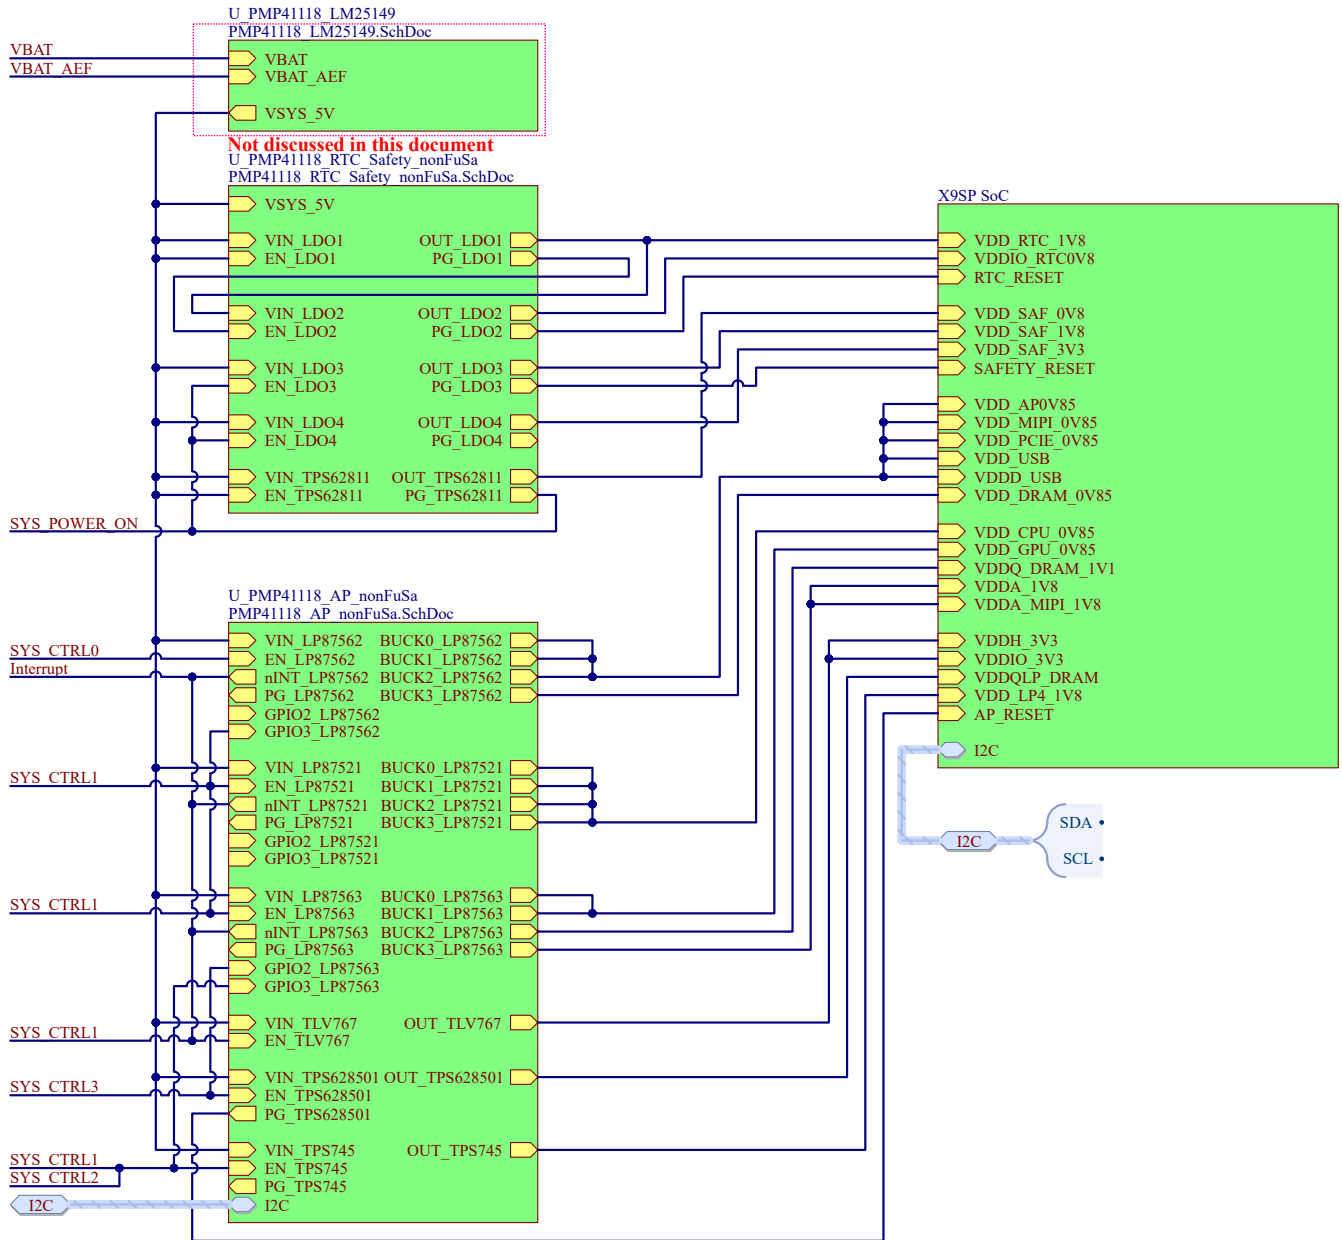 U_PMP41118_LM25149
PMP41118_LM25149.SchDoc
VBAT
VBAT_AEF
VBAT
VBAT_AEF
VSYS_5V
Not discussed in this document
U_PMP41118_RTC_Safety_nonFuSa
PMP41118_RTC_Safety_nonFuSa.SchDoc
VSYS_5V
VIN_LDO1 OUT_LDO1
EN_LDO1 PG_LDO1
VIN_LDO2 OUT_LDO2
EN_LDO2 PG_LDO2
VIN_LDO3 OUT_LDO3
EN_LDO3 PG_LDO3
VIN_LDO4 OUT_LDO4
EN_LDO4 PG_LDO4
VIN_TPS62811 OUT_TPS62811
EN_TPS62811 PG_TPS62811
SYS_POWER_ON
U_PMP41118_AP_nonFuSa
PMP41118_AP_nonFuSa.SchDoc
VIN_LP87562 BUCK0_LP87562
SYS_CTRL0
EN_LP87562 BUCK1_LP87562
Interrupt
nINT_LP87562 BUCK2_LP87562
PG_LP87562 BUCK3_LP87562
GPIO2_LP87562
GPIO3_LP87562
VIN_LP87521 BUCK0_LP87521
SYS_CTRL1
EN_LP87521 BUCK1_LP87521
nINT_LP87521 BUCK2_LP87521
PG_LP87521 BUCK3_LP87521
GPIO2_LP87521
GPIO3_LP87521
VIN_LP87563 BUCK0_LP87563
SYS_CTRL1
EN_LP87563 BUCK1_LP87563
nINT_LP87563 BUCK2_LP87563
PG_LP87563 BUCK3_LP87563
GPIO2_LP87563
GPIO3_LP87563
VIN_TLV767 OUT_TLV767
SYS_CTRL1
EN_TLV767
VIN_TPS628501 OUT_TPS628501
SYS_CTRL3
EN_TPS628501
PG_TPS628501
VIN_TPS745 OUT_TPS745
SYS_CTRL1
EN_TPS745
SYS_CTRL2
PG_TPS745
I2C
I2C
X9SP SoC
VDD_RTC_1V8
VDDIO_RTC0V8
RTC_RESET
VDD_SAF_0V8
VDD_SAF_1V8
VDD_SAF_3V3
SAFETY_RESET
VDD_AP0V85
VDD_MIPI_0V85
VDD_PCIE_0V85
VDD_USB
VDDD_USB
VDD_DRAM_0V85
VDD_CPU_0V85
VDD_GPU_0V85
VDDQ_DRAM_1V1
VDDA_1V8
VDDA_MIPI_1V8
VDDH_3V3
VDDIO_3V3
VDDQLP_DRAM
VDD_LP4_1V8
AP_RESET
I2C
SDA
I2C
SCL